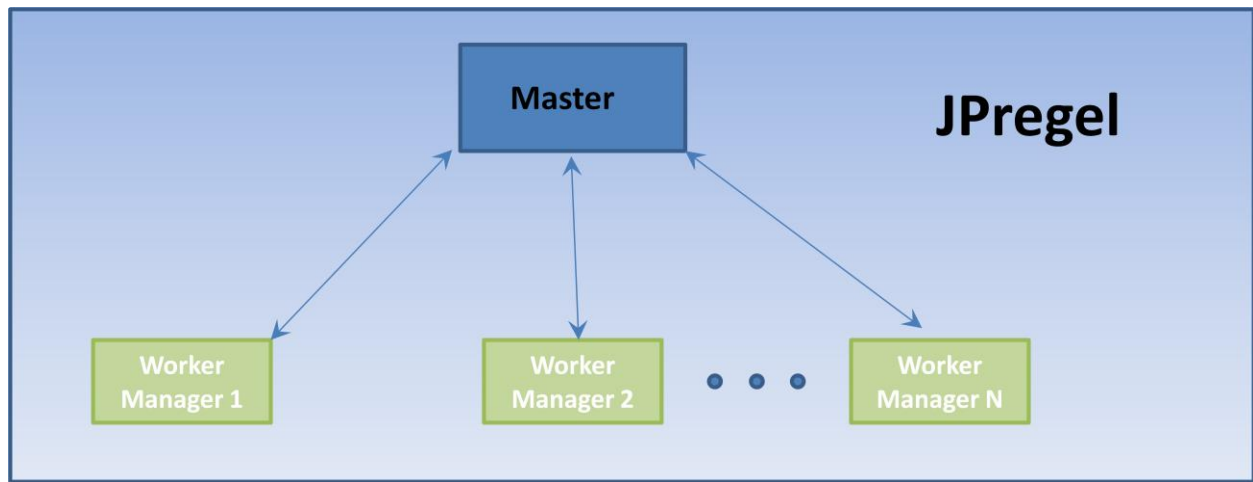 Master
JPregel
Worker
Manager 1
Worker
Manager 2
Worker
Manager N